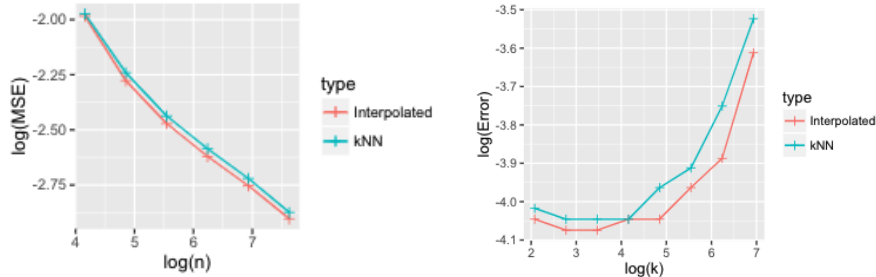 -2.00
-2.25
-2.50
-2.75
log(MSE)
4
5
6
7
log(n)
type
Interpolated
kNN
-3.5
-3.6
-3.7
-3.8
-3.9
-4.0
-4.1
log(Error)
2
3
4
5
6
7
log(k)
type
Interpolated
kNN